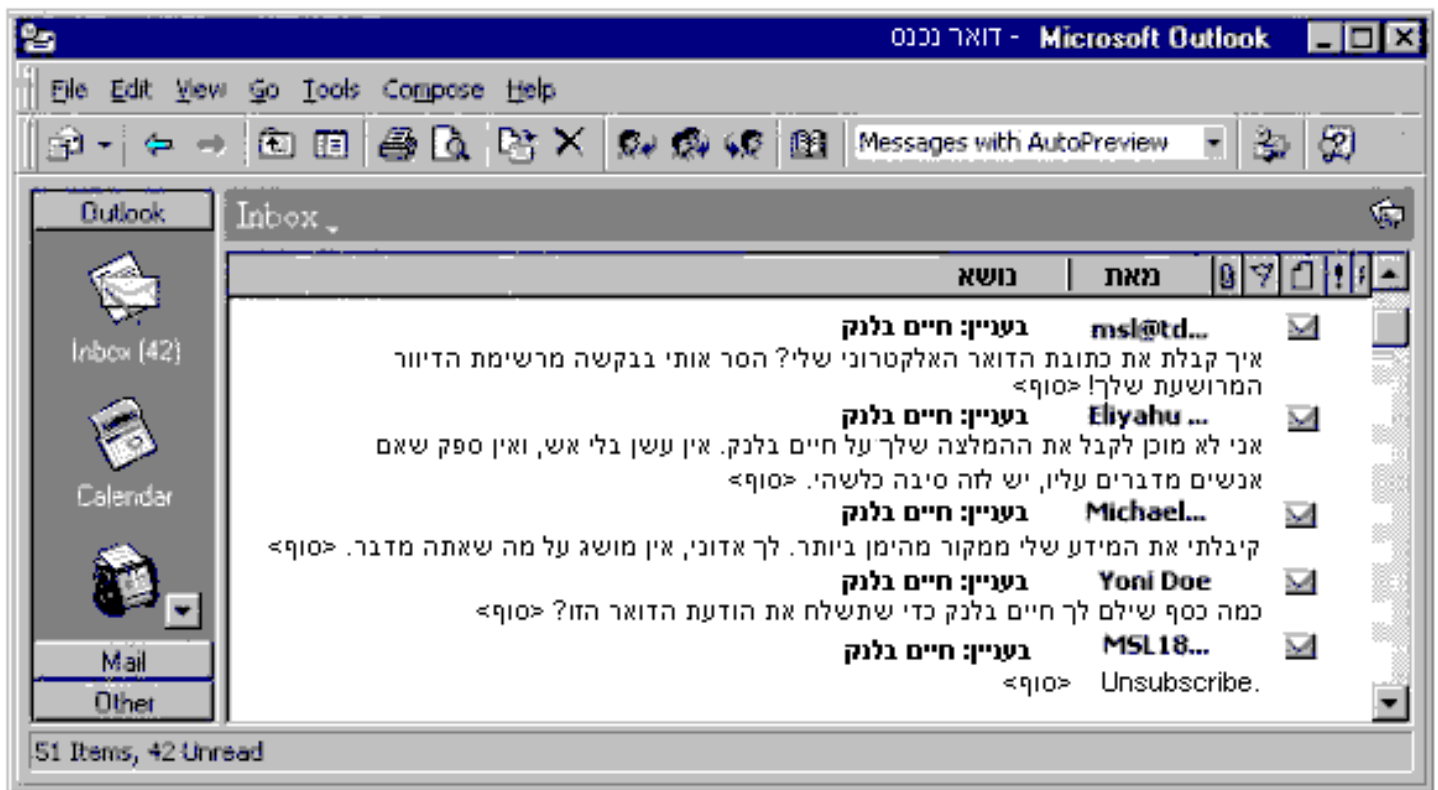 דואר נכנס - Microsoft Outlook
File Edit View Go Tools Compose Help
Messages with AutoPreview
Outlook
Inbox
Inbox (42)
Calendar
Mail
Other
מאת נושא
msl@td... בעניין: חיים בלנק
איך קבלת את כתובת הדואר האלקטרוני שלי? הסר אותי בבקשה מרשימת הדיוור
המרושעת שלך! <סוף>
Eliyahu ... בעניין: חיים בלנק
אני לא מוכן לקבל את ההמלצה שלך על חיים בלנק. אין עשן בלי אש, ואין ספק שאם
אנשים מדברים עליו, יש לזה סיבה כלשהי. <סוף>
Michael... בעניין: חיים בלנק
קיבלתי את המידע שלי ממקור מהימן ביותר. לך אדוני, אין מושג על מה שאתה מדבר. <סוף>
Yoni Doe בעניין: חיים בלנק
כמה כסף שילם לך חיים בלנק כדי שתשלח את הודעת הדואר הזו? <סוף>
MSL18... בעניין: חיים בלנק
Unsubscribe. <סוף>
51 Items, 42 Unread